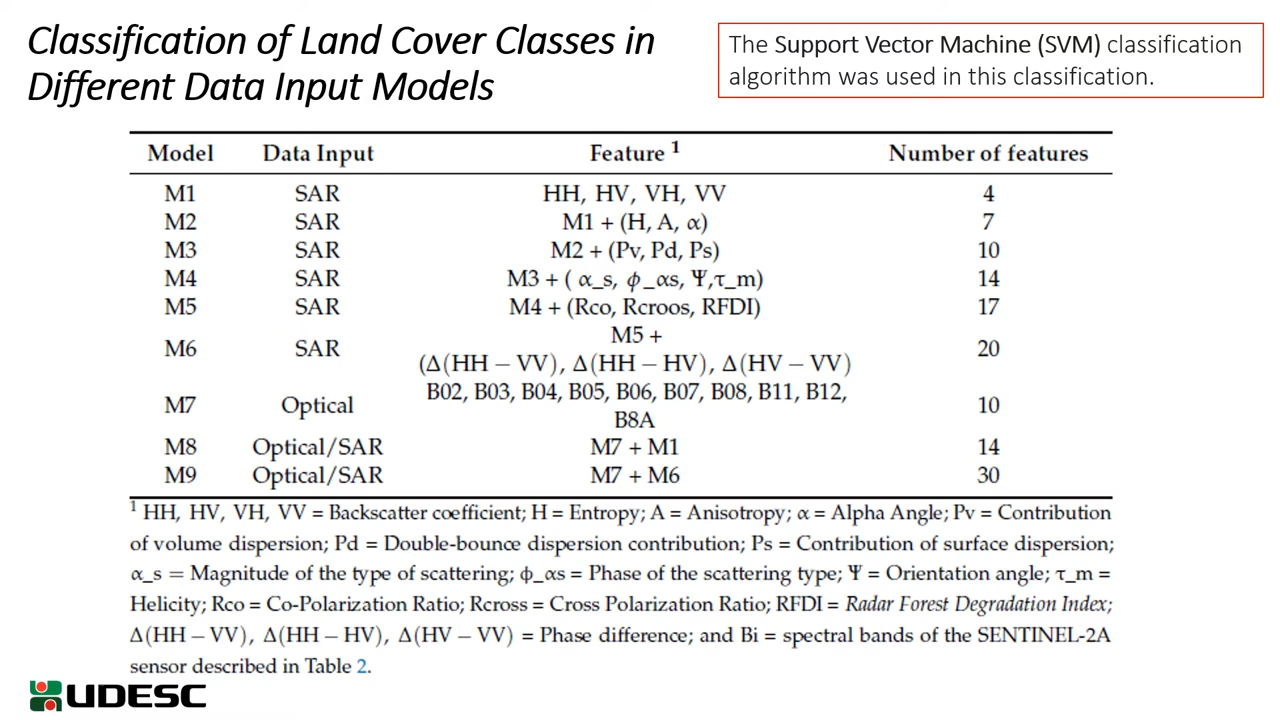 Classification of Land Cover Classes in
Different Data Input Models
The Support Vector Machine (SVM) classification
algorithm was used in this classification.
Model Data Input Feature 1 Number of features
M1 SAR HH, HV, VH, VV 4
M2 SAR M1 + (H, A, α) 7
M3 SAR M2 + (Pv, Pd, Ps) 10
M4 SAR M3 + ( α_s, ϕ_αs, Ψ,τ_m) 14
M5 SAR M4 + (Rco, Rcroos, RFDI) 17
M6 SAR M5 + 20
(Δ(HH − VV), Δ(HH − HV), Δ(HV − VV)
M7 Optical B02, B03, B04, B05, B06, B07, B08, B11, B12, 10
B8A
M8 Optical/SAR M7 + M1 14
M9 Optical/SAR M7 + M6 30
1 HH, HV, VH, VV = Backscatter coefficient; H = Entropy; A = Anisotropy; α = Alpha Angle; Pv = Contribution
of volume dispersion; Pd = Double-bounce dispersion contribution; Ps = Contribution of surface dispersion;
α_s = Magnitude of the type of scattering; ϕ_αs = Phase of the scattering type; Ψ = Orientation angle; τ_m =
Helicity; Rco = Co-Polarization Ratio; Rcross = Cross Polarization Ratio; RFDI = Radar Forest Degradation Index;
Δ(HH − VV), Δ(HH − HV), Δ(HV − VV) = Phase difference; and Bi = spectral bands of the SENTINEL-2A
sensor described in Table 2.
UDESC